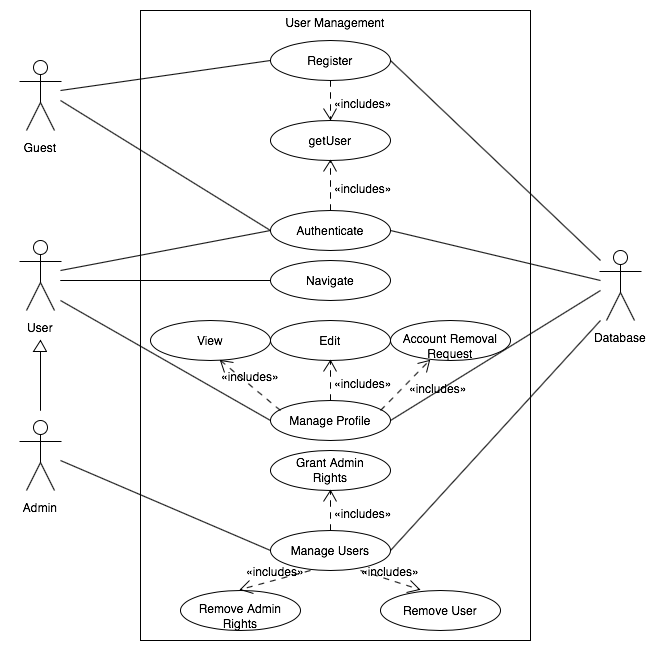 User Management
Register
«includes»
Guest
getUser
«includes»
Authenticate
Navigate
User
Database
View
Edit
Account Removal
Request
«includes»
«includes»
«includes»
Manage Profile
Grant Admin
Rights
Admin
«includes»
Manage Users
«includes»
«includes»
Remove Admin
Rights
Remove User